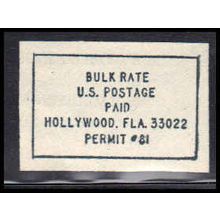 BULK RATE
U.S. POSTAGE
PAID
HOLLYWOOD, FLA. 33022
PERMIT #81